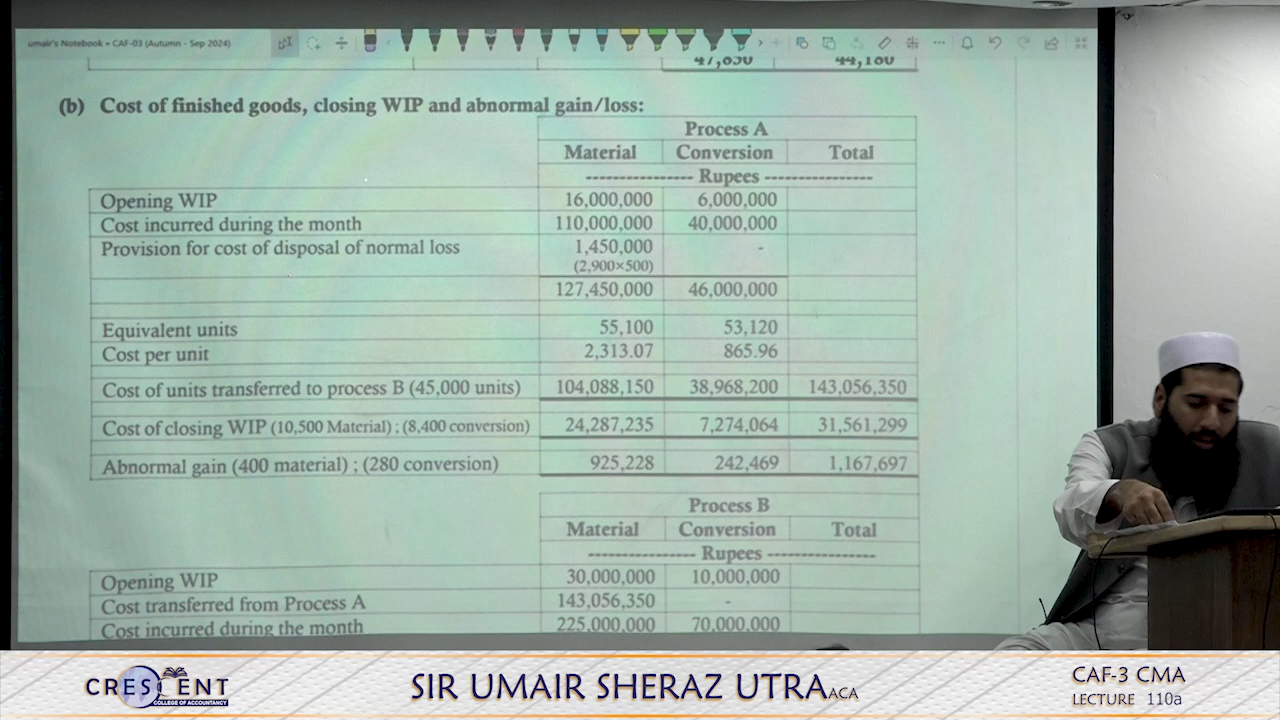 umair's Notebook • CAF-03 (Autumn - Sep 2024)
47,850 44,180
(b) Cost of finished goods, closing WIP and abnormal gain/loss:
Process A
Material Conversion Total
---------------- Rupees ----------------
Opening WIP 16,000,000 6,000,000
Cost incurred during the month 110,000,000 40,000,000
Provision for cost of disposal of normal loss 1,450,000 -
(2,900×500)
127,450,000 46,000,000
Equivalent units 55,100 53,120
Cost per unit 2,313.07 865.96
Cost of units transferred to process B (45,000 units) 104,088,150 38,968,200 143,056,350
Cost of closing WIP (10,500 Material) ; (8,400 conversion) 24,287,235 7,274,064 31,561,299
Abnormal gain (400 material) ; (280 conversion) 925,228 242,469 1,167,697
Process B
Material Conversion Total
---------------- Rupees ----------------
Opening WIP 30,000,000 10,000,000
Cost transferred from Process A 143,056,350 -
Cost incurred during the month 225,000,000 70,000,000
CRESCENT
COLLEGE OF ACCOUNTANCY
SIR UMAIR SHERAZ UTRA ACA
CAF-3 CMA
LECTURE 110a